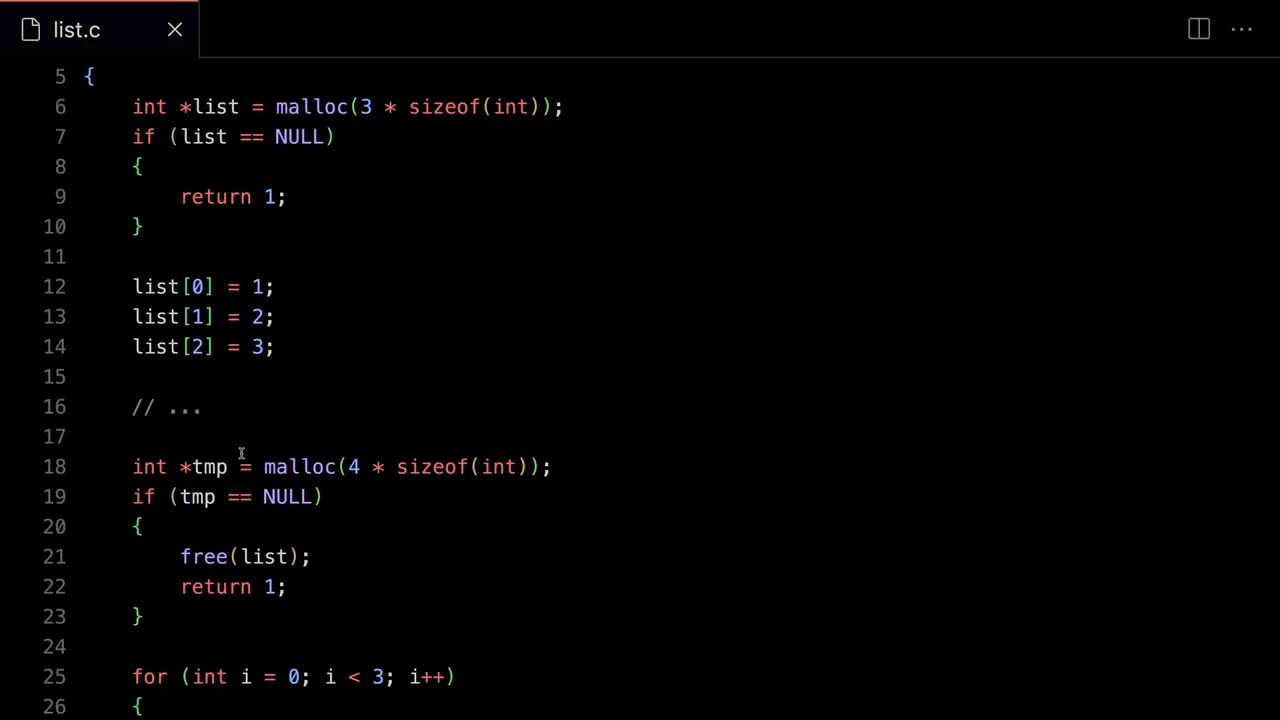 list.c
5 {
6     int *list = malloc(3 * sizeof(int));
7     if (list == NULL)
8     {
9         return 1;
10     }
11
12     list[0] = 1;
13     list[1] = 2;
14     list[2] = 3;
15
16     // ...
17
18     int *tmp = malloc(4 * sizeof(int));
19     if (tmp == NULL)
20     {
21         free(list);
22         return 1;
23     }
24
25     for (int i = 0; i < 3; i++)
26     {